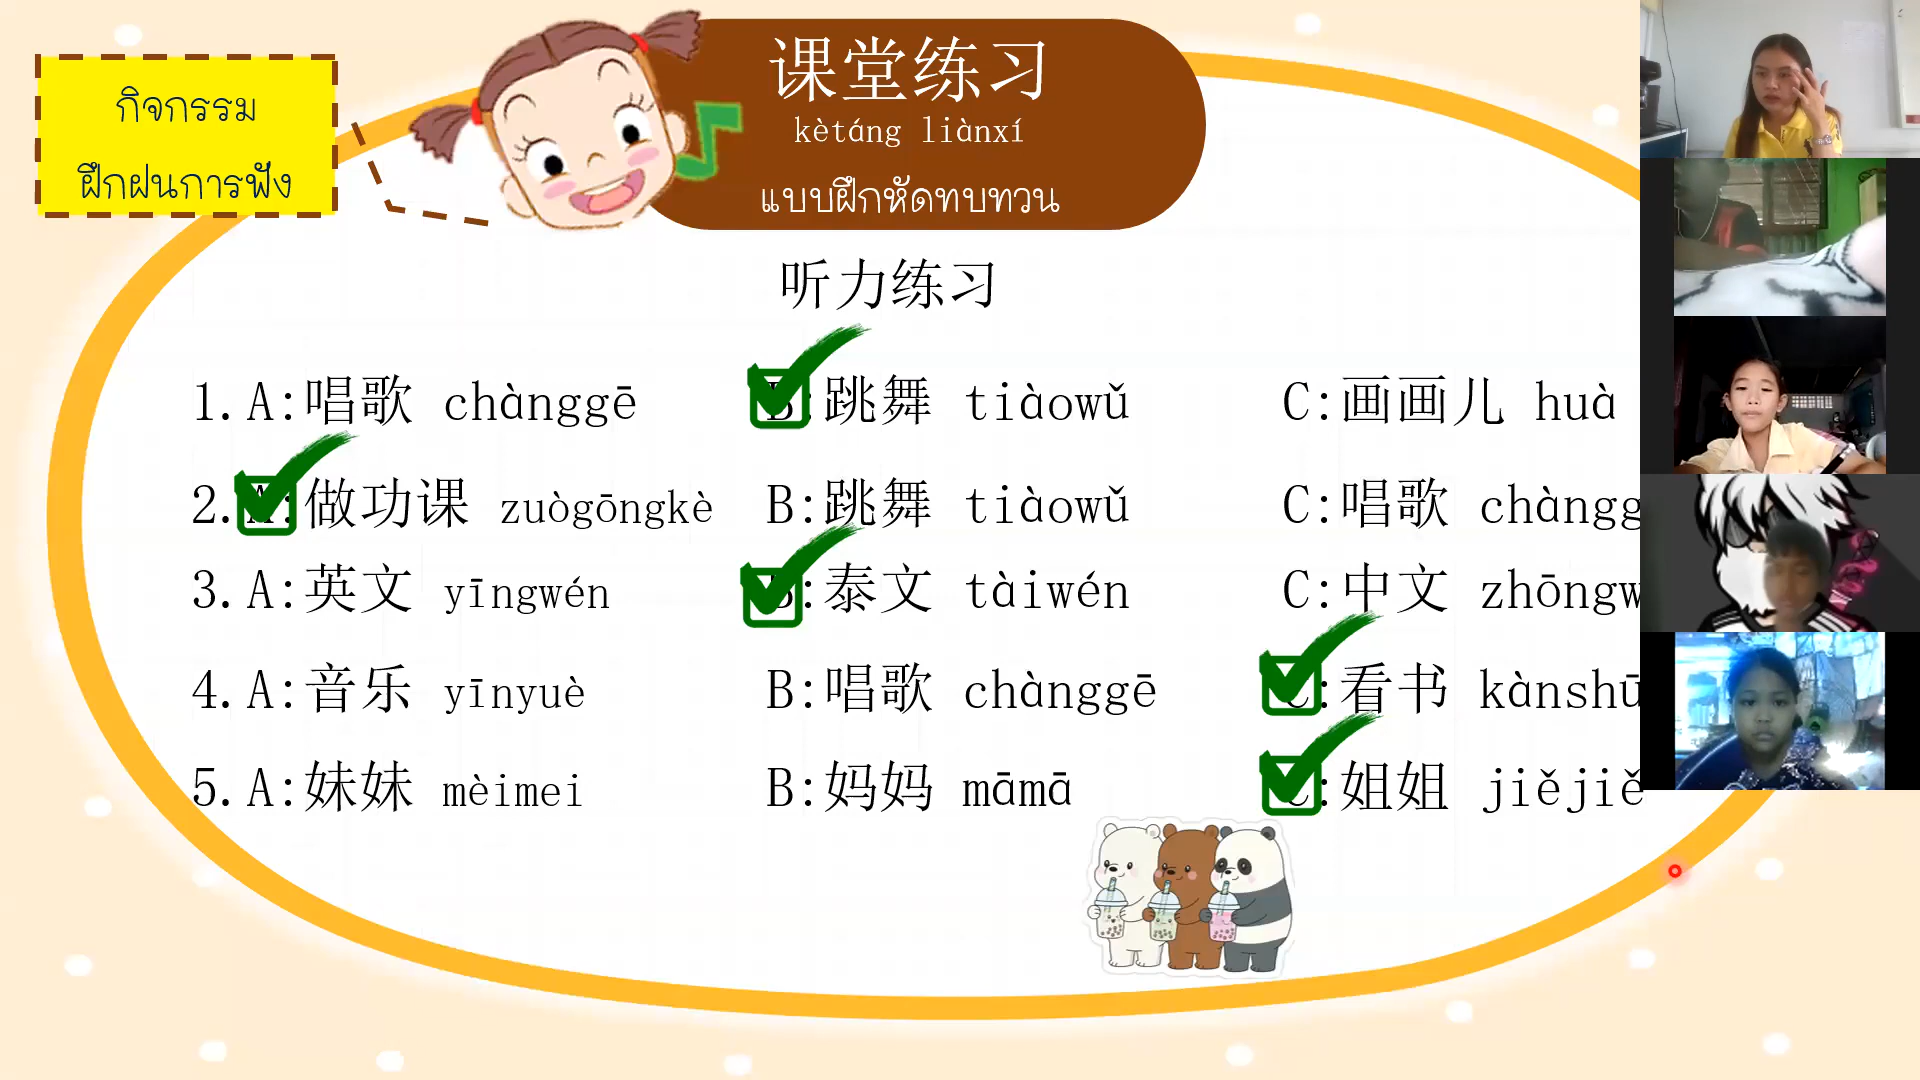 กิจกรรม
ฝึกฝนการฟัง
课堂练习
kètáng liànxí
แบบฝึกหัดทบทวน
听力练习
1. A:唱歌 chànggē B:跳舞 tiàowǔ C:画画儿 huà
2. A:做功课 zuògōngkè B:跳舞 tiàowǔ C:唱歌 chàngg
3. A:英文 yīngwén B:泰文 tàiwén C:中文 zhōngw
4. A:音乐 yīnyuè B:唱歌 chànggē C:看书 kànshū
5. A:妹妹 mèimei B:妈妈 māmā C:姐姐 jiějiě